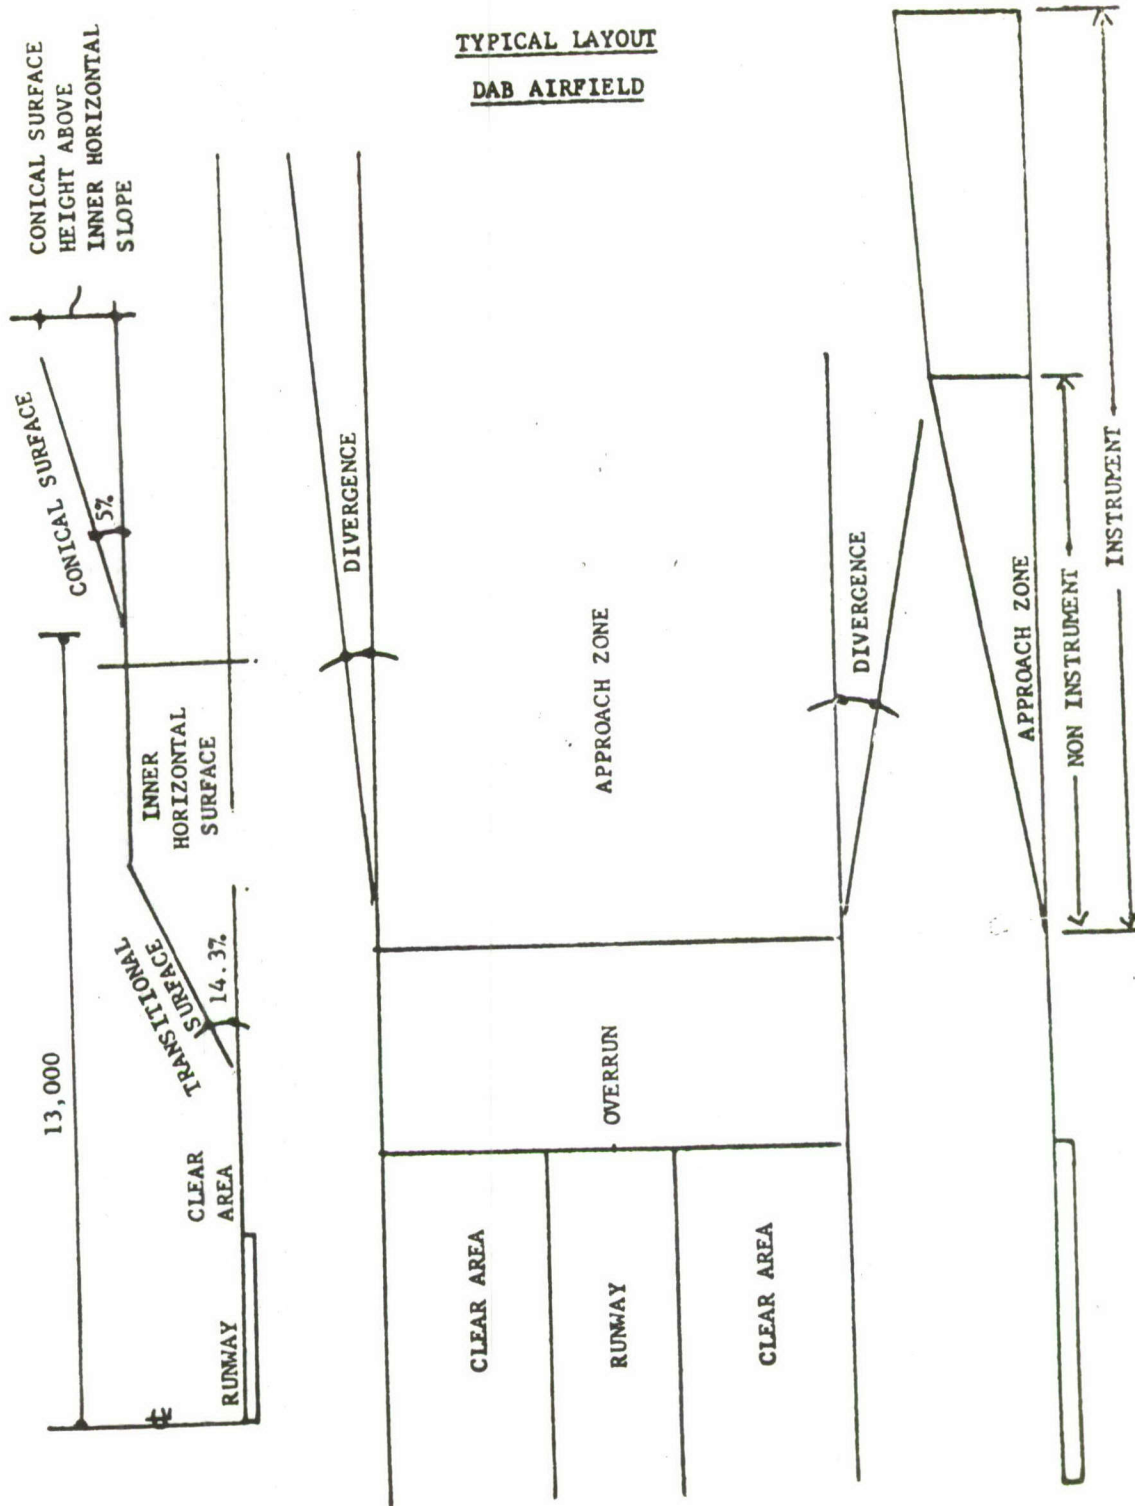 TYPICAL LAYOUT
DAB AIRFIELD
CONICAL SURFACE
HEIGHT ABOVE
INNER HORIZONTAL
SLOPE
CONICAL SURFACE
5%
13,000
INNER
HORIZONTAL
SURFACE
TRANSITIONAL
SURFACE
14.3%
CLEAR
AREA
RUNWAY
DIVERGENCE
APPROACH ZONE
OVERRUN
CLEAR AREA
RUNWAY
CLEAR AREA
DIVERGENCE
APPROACH ZONE
NON INSTRUMENT
INSTRUMENT